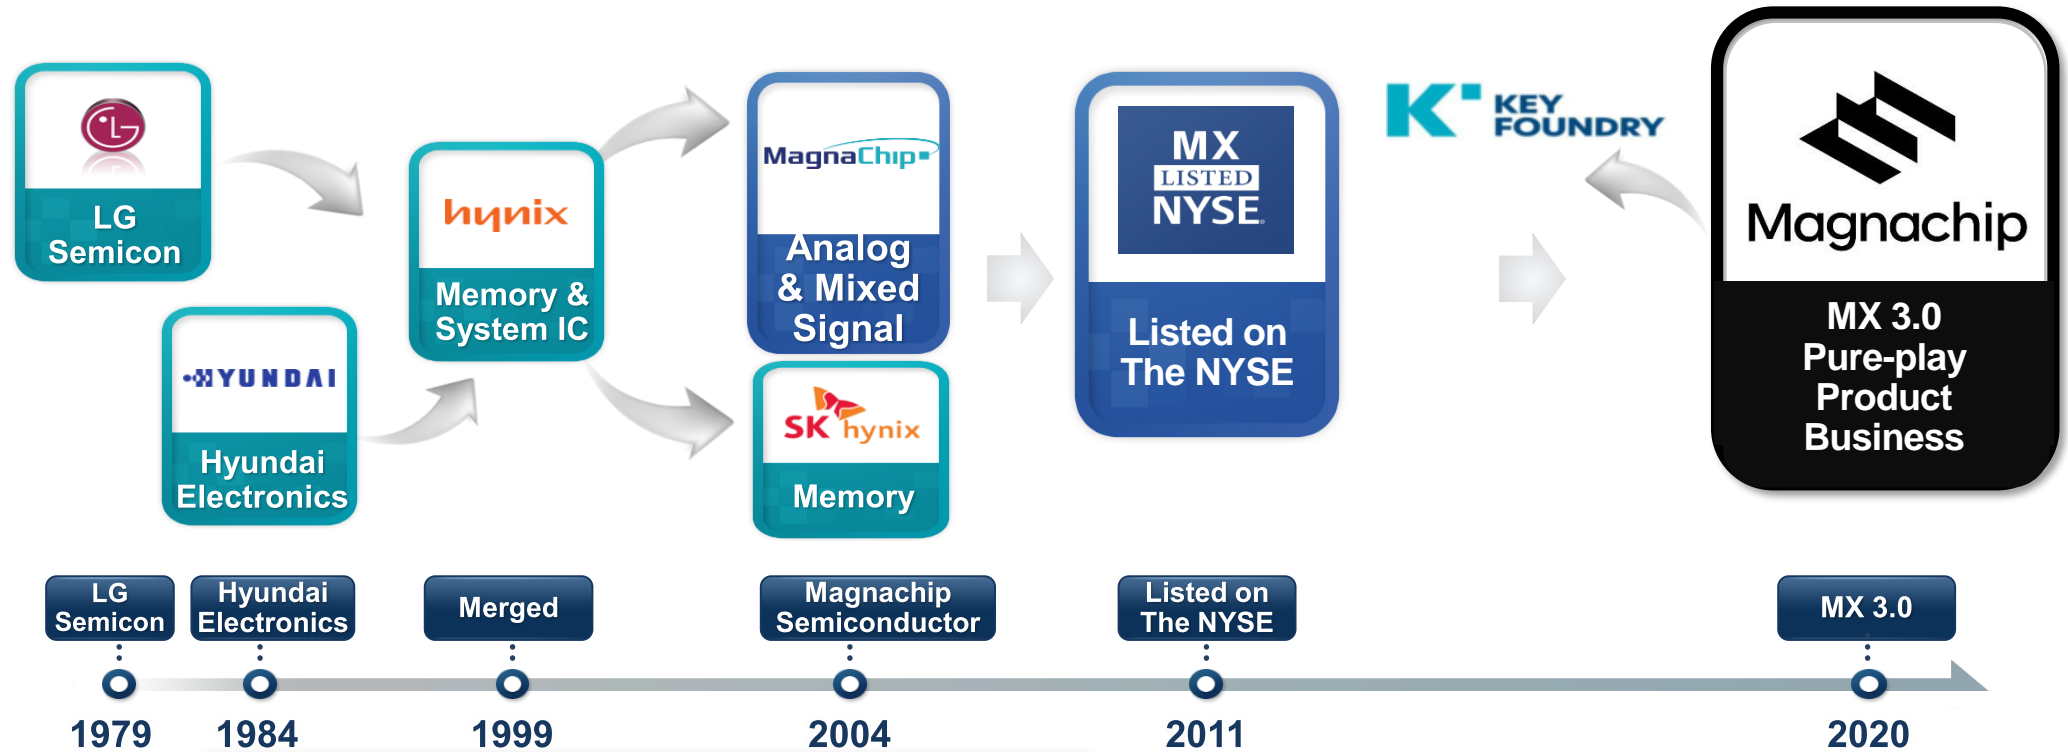 LG
LG
Semicon
HYUNDAI
Hyundai
Electronics
hynix
Memory &
System IC
MagnaChip
Analog
& Mixed
Signal
SK hynix
Memory
MX
LISTED
NYSE.
Listed on
The NYSE
KEY
FOUNDRY
Magnachip
MX 3.0
Pure-play
Product
Business
LG
Semicon
Hyundai
Electronics
Merged
Magnachip
Semiconductor
Listed on
The NYSE
MX 3.0
1979
1984
1999
2004
2011
2020